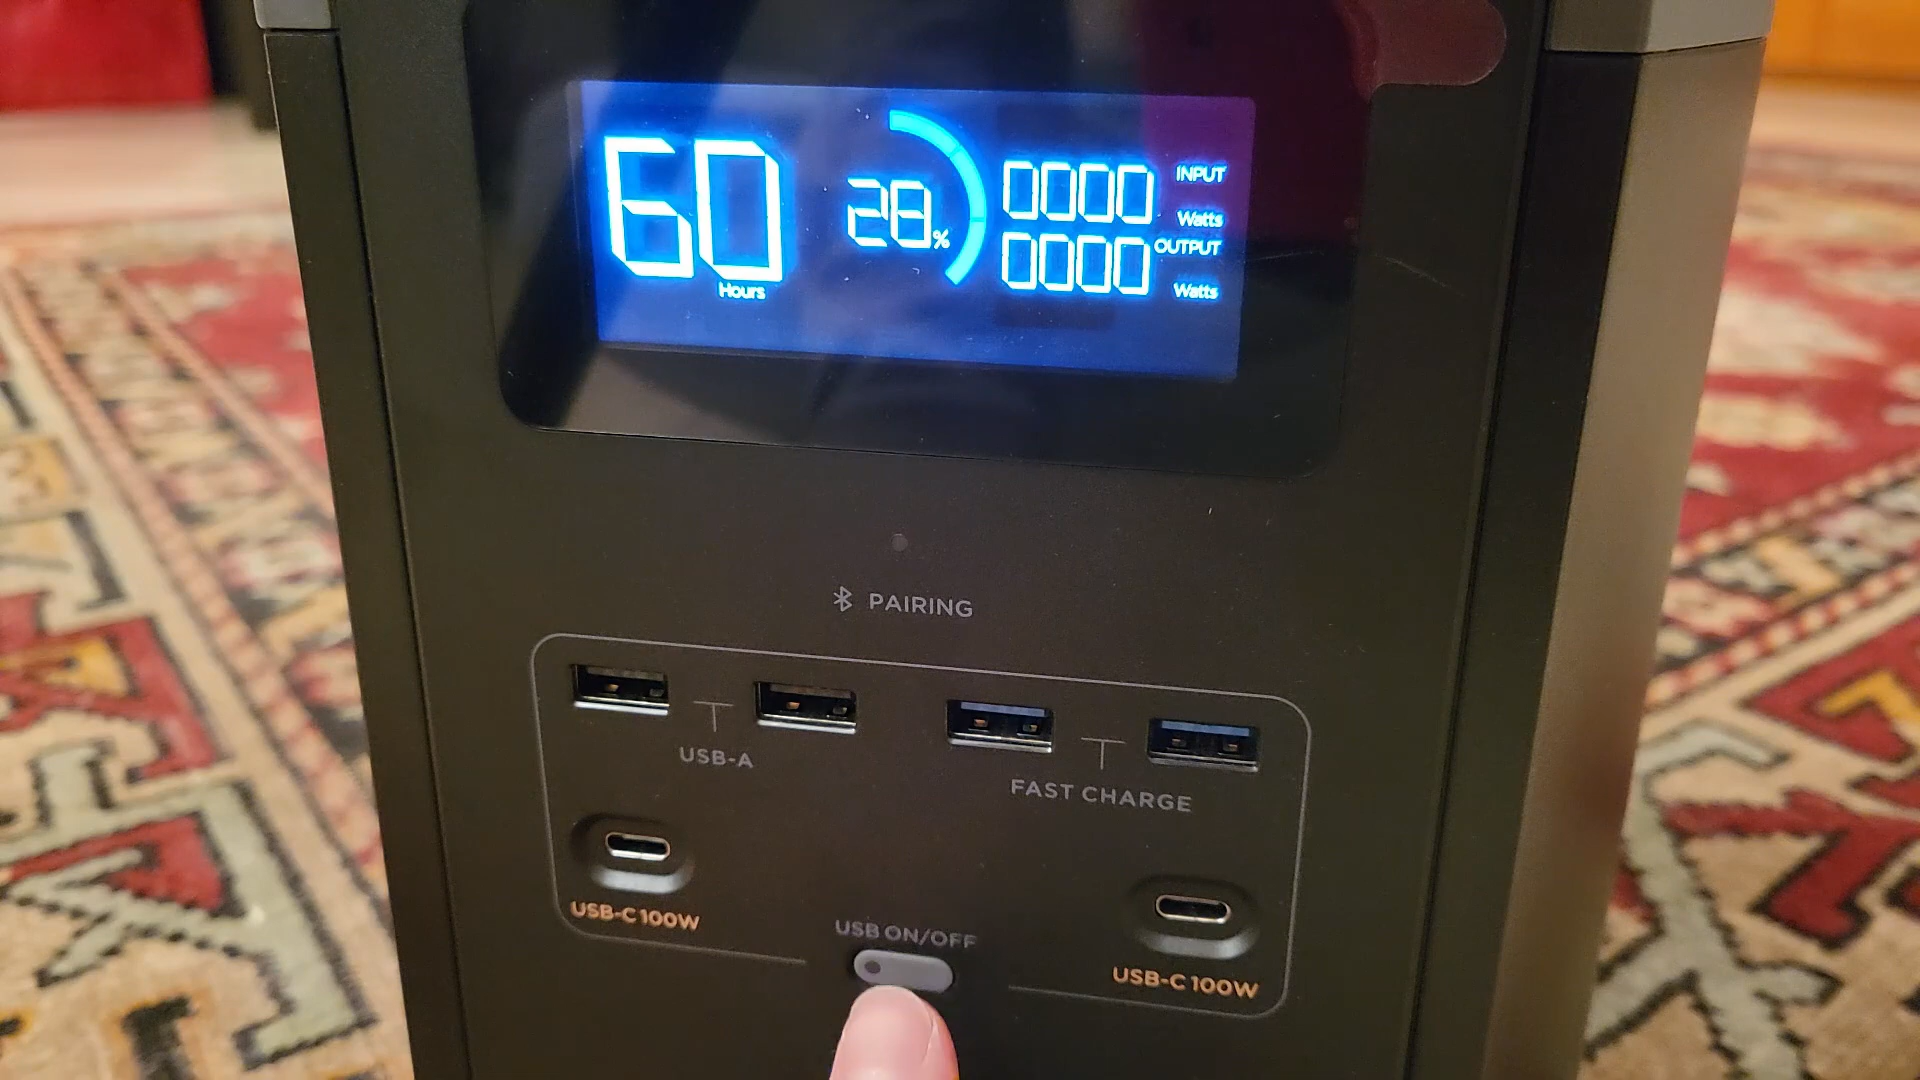 60
Hours
28%
0000 INPUT
Watts
0000 OUTPUT
Watts
PAIRING
USB-A
FAST CHARGE
USB-C 100W
USB ON/OFF
USB-C 100W